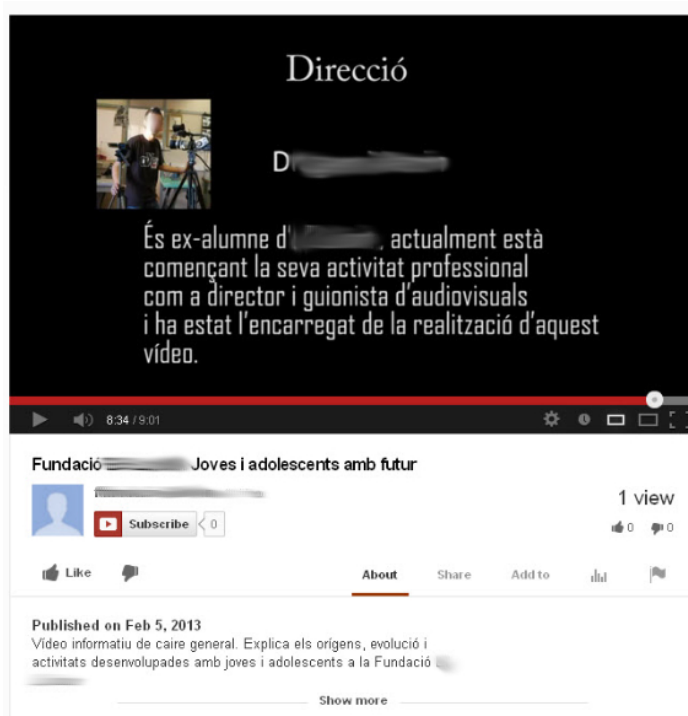 Direcció
D
És ex-alumne d' , actualment està
començant la seva activitat professional
com a director i guionista d'audiovisuals
i ha estat l'encarregat de la realització d'aquest
vídeo.
8:34 / 9:01
Fundació Joves i adolescents amb futur
1 view
Subscribe 0
0 0
Like
About Share Add to
Published on Feb 5, 2013
Vídeo informatiu de caire general. Explica els orígens, evolució i
activitats desenvolupades amb joves i adolescents a la Fundació
Show more